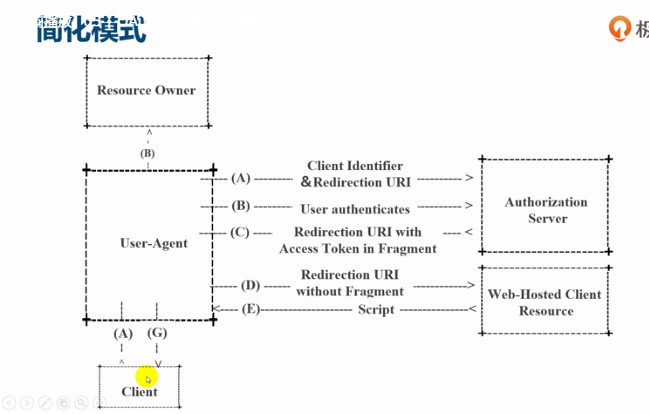 简化模式
Resource Owner
(B)
Client Identifier
(A)
&Redirection URI
(B)
User authenticates
Authorization
Server
(C)
Redirection URI with
Access Token in Fragment
User-Agent
Redirection URI
(D)
without Fragment
(E)
Script
Web-Hosted Client
Resource
(A) (G)
Client